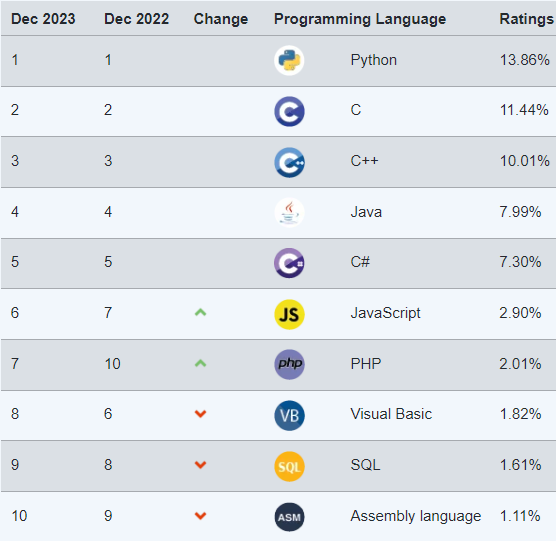 Dec 2023 Dec 2022 Change Programming Language Ratings
1 1 Python 13.86%
2 2 C C 11.44%
3 3 C++ C++ 10.01%
4 4 Java Java 7.99%
5 5 C# C# 7.30%
6 7 JS JavaScript 2.90%
7 10 php PHP 2.01%
8 6 VB Visual Basic 1.82%
9 8 SQL SQL 1.61%
10 9 ASM Assembly language 1.11%